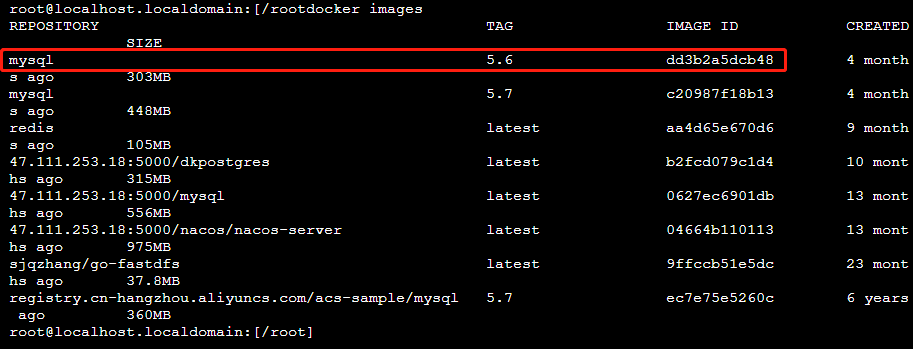 root@localhost.localdomain:[/rootdocker images
REPOSITORY TAG IMAGE ID CREATED
SIZE
mysql 5.6 dd3b2a5dcb48 4 month
s ago 303MB
mysql 5.7 c20987f18b13 4 month
s ago 448MB
redis latest aa4d65e670d6 9 month
s ago 105MB
47.111.253.18:5000/dkpostgres latest b2fcd079c1d4 10 mont
hs ago 315MB
47.111.253.18:5000/mysql latest 0627ec6901db 13 mont
hs ago 556MB
47.111.253.18:5000/nacos/nacos-server latest 04664b110113 13 mont
hs ago 975MB
sjqzhang/go-fastdfs latest 9ffccb51e5dc 23 mont
hs ago 37.8MB
registry.cn-hangzhou.aliyuncs.com/acs-sample/mysql 5.7 ec7e75e5260c 6 years
ago 360MB
root@localhost.localdomain:[/root]